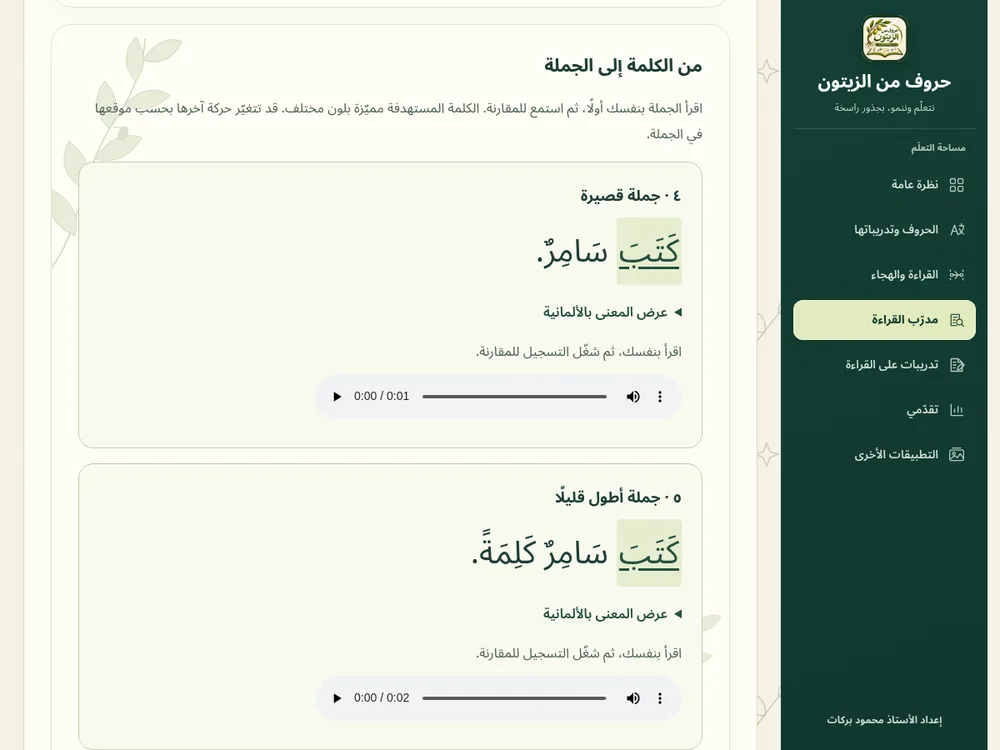 حروف من الزيتون
نتعلّم وننمو، بجذور راسخة
مساحة التعلّم
نظرة عامة
الحروف وتدريباتها
القراءة والهجاء
مدرّب القراءة
تدريبات على القراءة
تقدّمي
التطبيقات الأخرى
إعداد الأستاذ محمود بركات
من الكلمة إلى الجملة
اقرأ الجملة بنفسك أولًا، ثم استمع للمقارنة. الكلمة المستهدفة مميّزة بلون مختلف. قد تتغيّر حركة آخرها بحسب موقعها
في الجملة.
٤ · جملة قصيرة
كَتَبَ سَامِرٌ.
عرض المعنى بالألمانية
اقرأ بنفسك، ثم شغّل التسجيل للمقارنة.
0:00 / 0:01
٥ · جملة أطول قليلًا
كَتَبَ سَامِرٌ كَلِمَةً.
عرض المعنى بالألمانية
اقرأ بنفسك، ثم شغّل التسجيل للمقارنة.
0:00 / 0:02